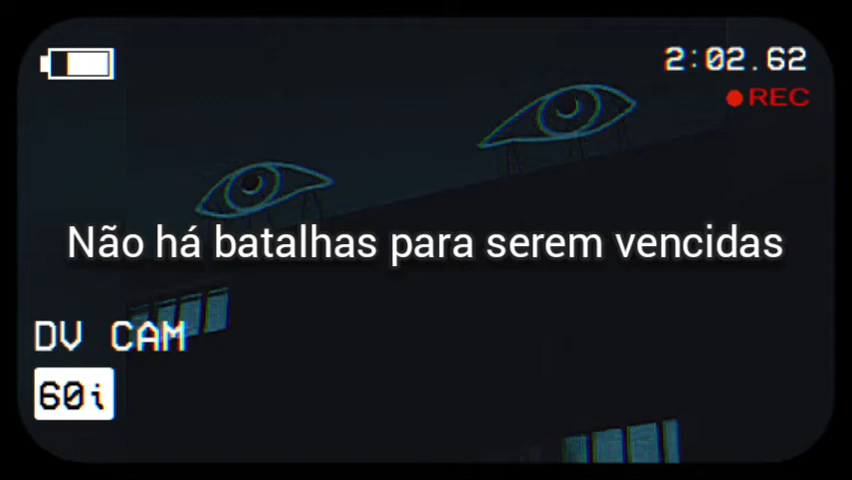 2:02.62
REC
Não há batalhas para serem vencidas
DV CAM
60i